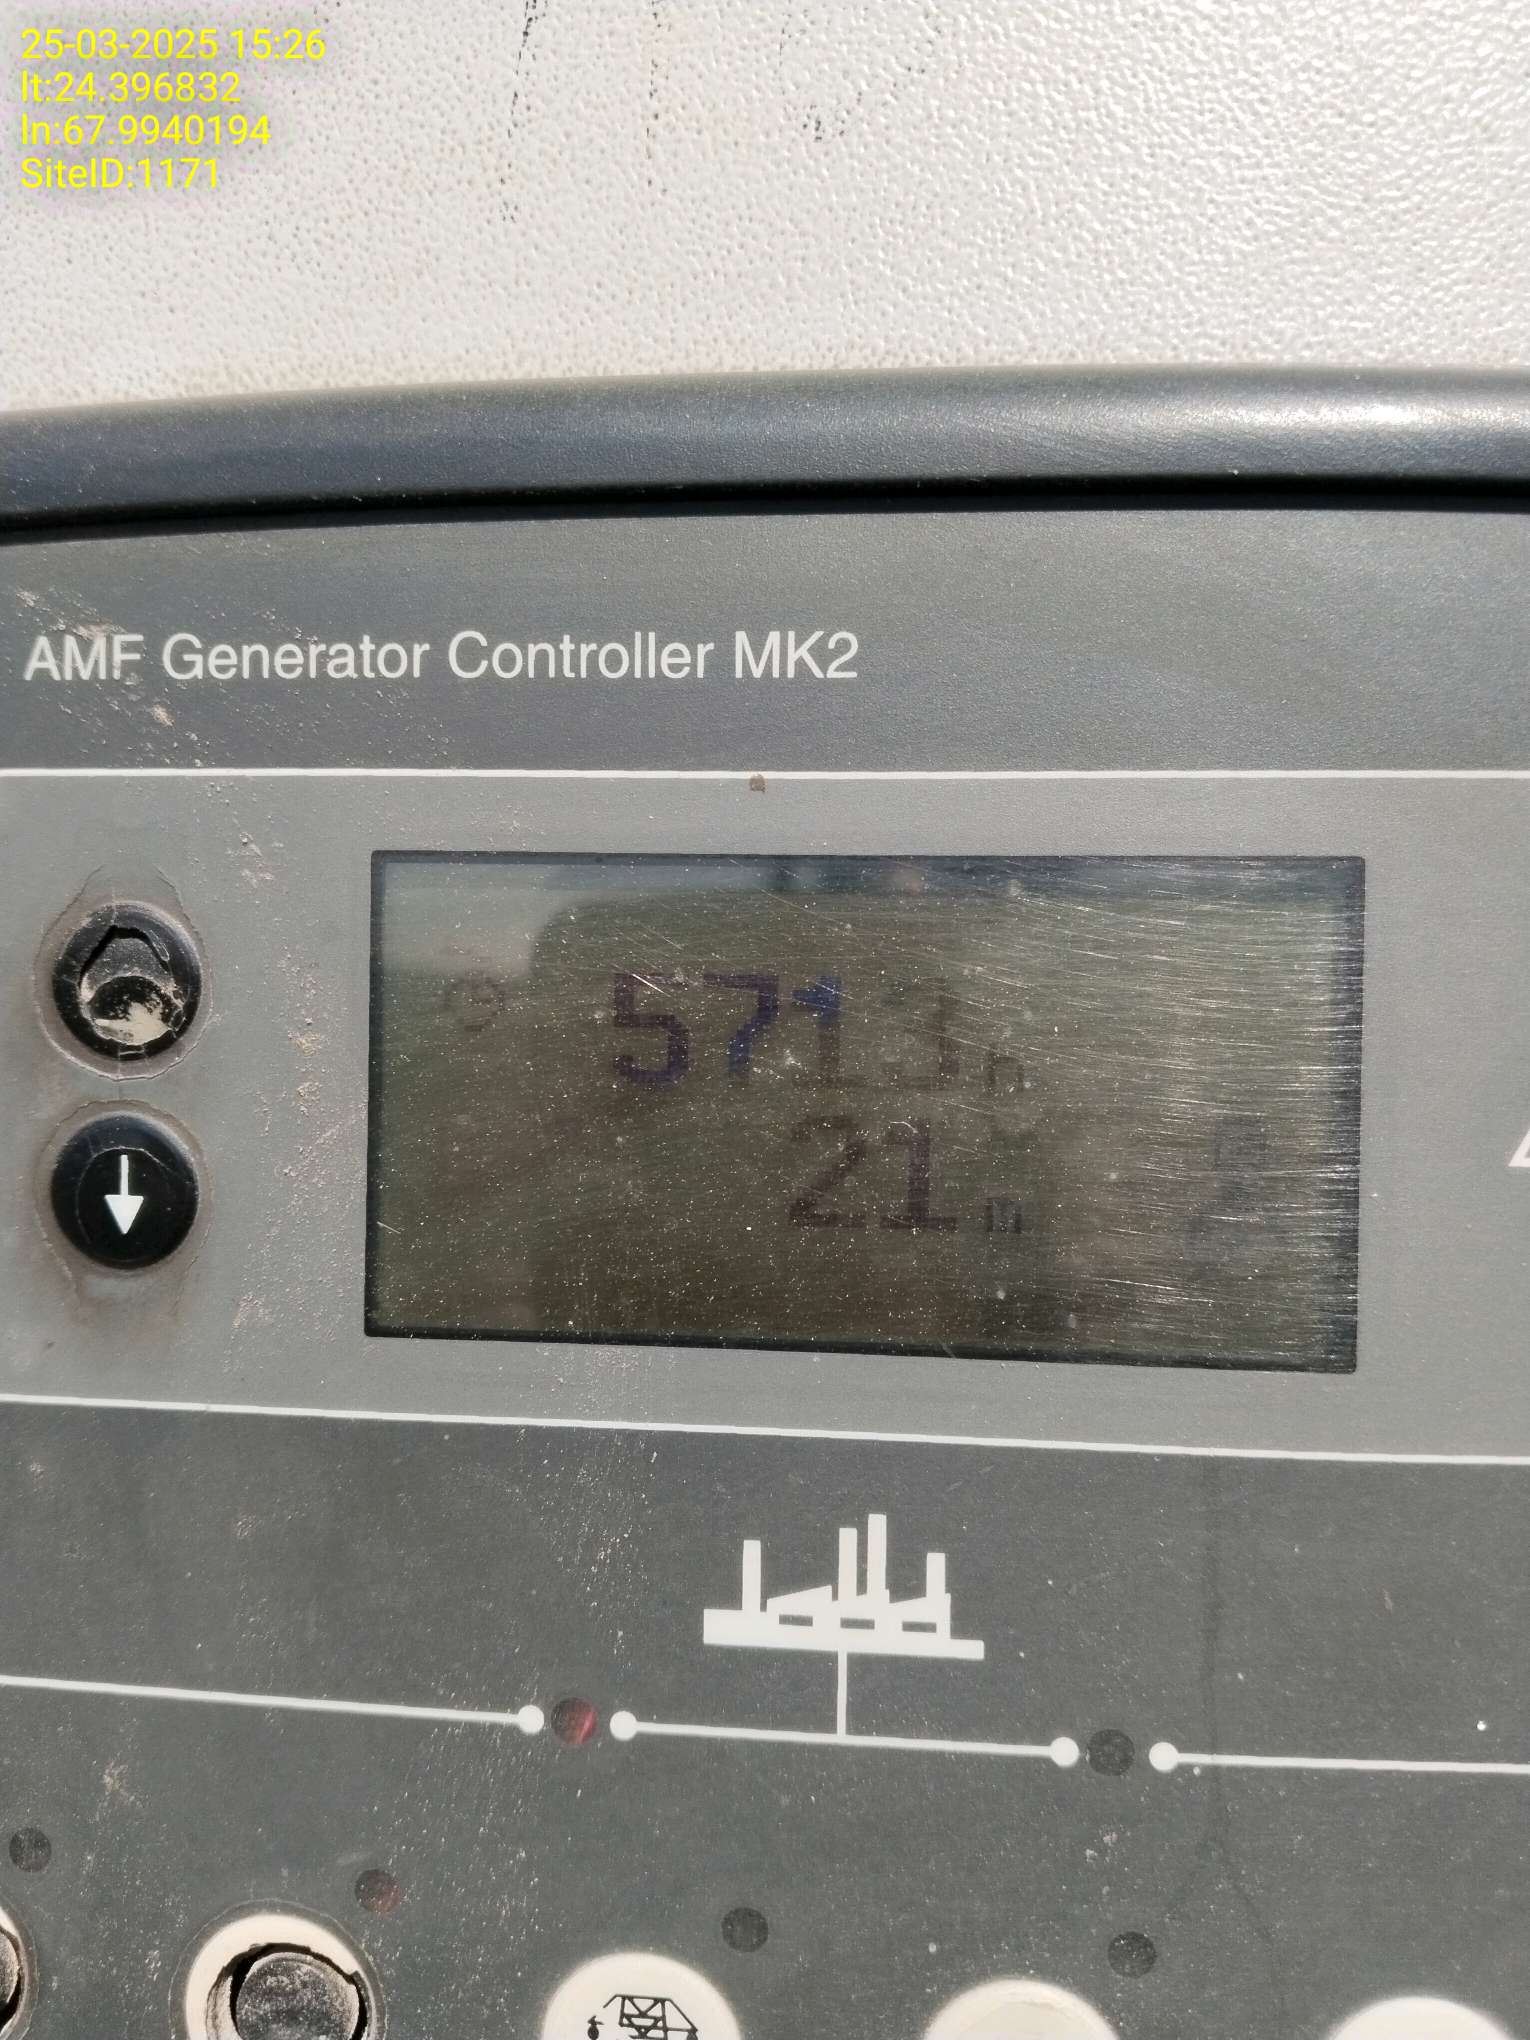 25-03-2025 15:26
lt:24.396832
ln:67.9940194
SiteID:1171
AMF Generator Controller MK2
5713 h
21 m